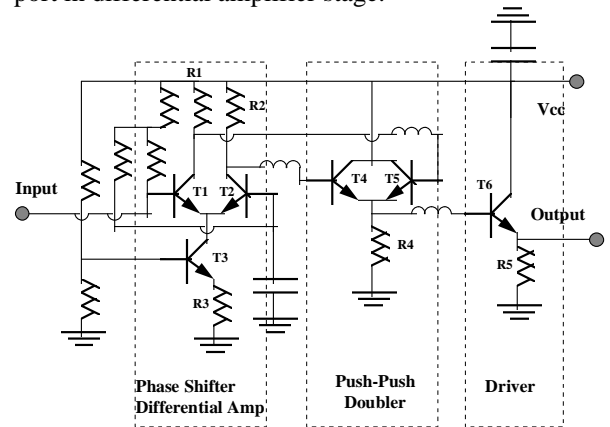 port in differential amplifier stage.
R1
R2
Vcc
Input
T1
T2
T4
T5
T6
Output
T3
R4
R5
R3
Phase Shifter
Differential Amp
Push-Push
Doubler
Driver